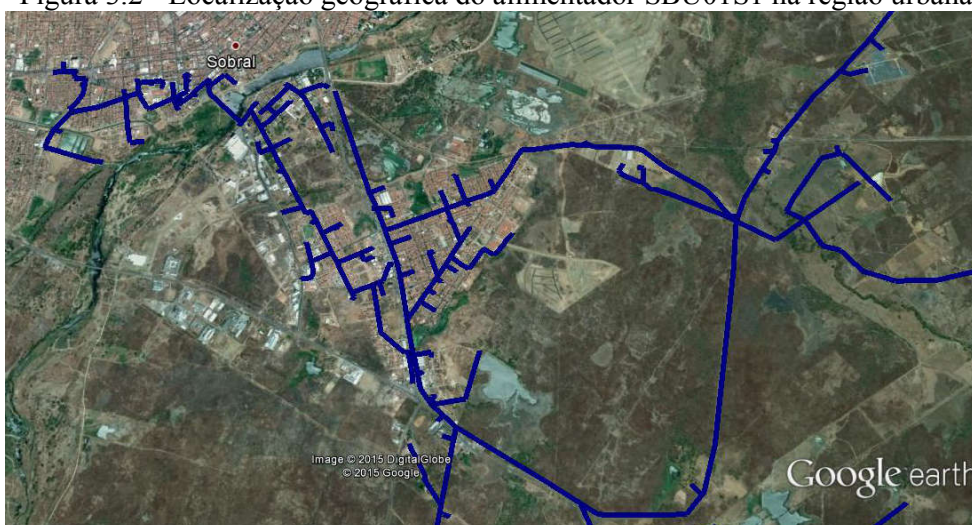 Figura 3.2 - Localização geográfica do alimentador SBU01S1 na região urbana
Sobral
Image © 2015 DigitalGlobe
© 2015 Google
Google earth